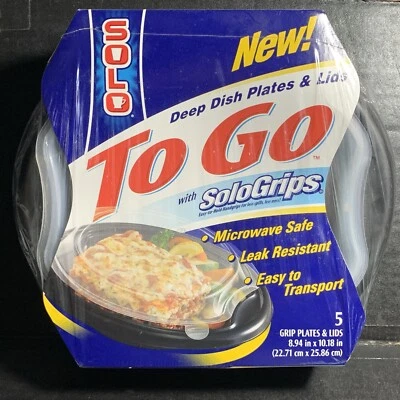 SOLO
New!
Deep Dish Plates & Lids
To Go™
with SoloGrips®
• Microwave Safe
• Leak Resistant
• Easy to
Transport
5
GRIP PLATES & LIDS
8.94 in x 10.18 in
(22.71 cm x 25.86 cm)